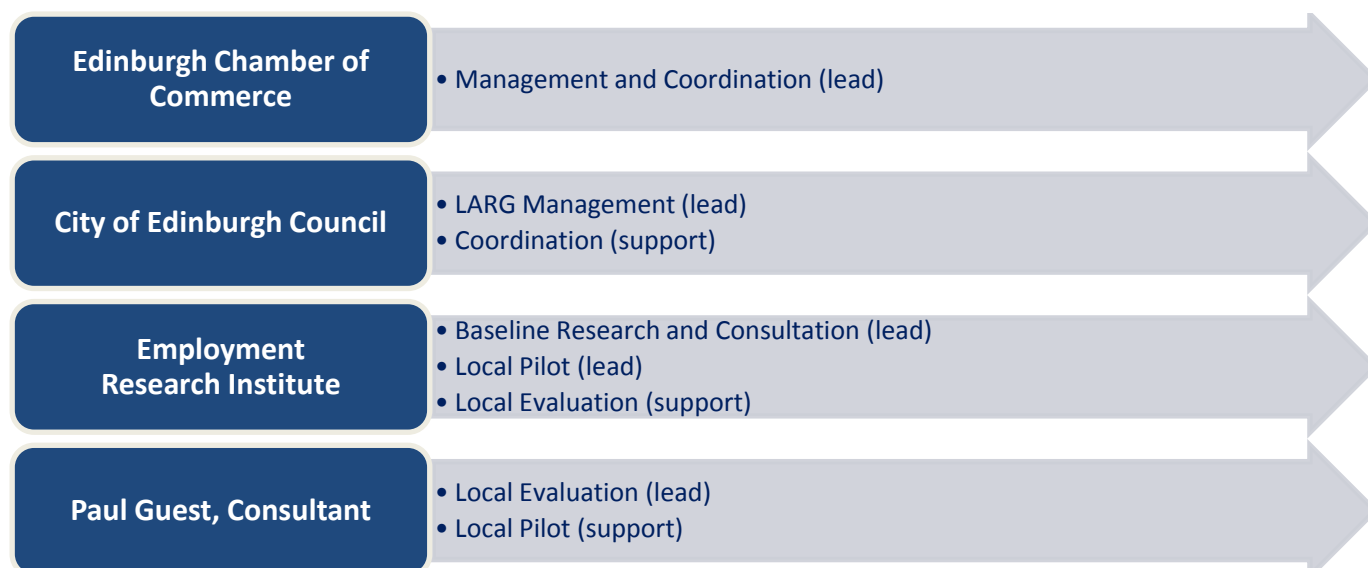 Edinburgh Chamber of
Commerce
• Management and Coordination (lead)
City of Edinburgh Council
• LARG Management (lead)
• Coordination (support)
Employment
Research Institute
• Baseline Research and Consultation (lead)
• Local Pilot (lead)
• Local Evaluation (support)
Paul Guest, Consultant
• Local Evaluation (lead)
• Local Pilot (support)